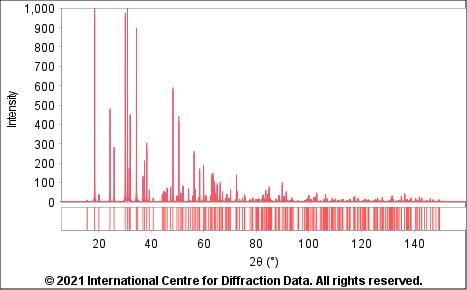 1,000
900
800
700
600
500
400
300
200
100
0
Intensity
20 40 60 80 100 120 140
2θ (°)
© 2021 International Centre for Diffraction Data. All rights reserved.